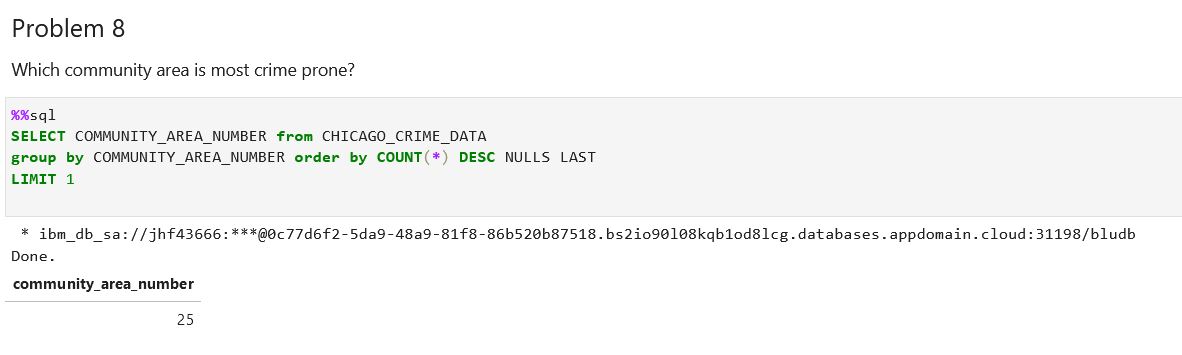 Problem 8
Which community area is most crime prone?
%%sql
SELECT COMMUNITY_AREA_NUMBER from CHICAGO_CRIME_DATA
group by COMMUNITY_AREA_NUMBER order by COUNT(*) DESC NULLS LAST
LIMIT 1
* ibm_db_sa://jhf43666:***@0c77d6f2-5da9-48a9-81f8-86b520b87518.bs2io90l08kqb1od8lcg.databases.appdomain.cloud:31198/bludb
Done.
community_area_number
25